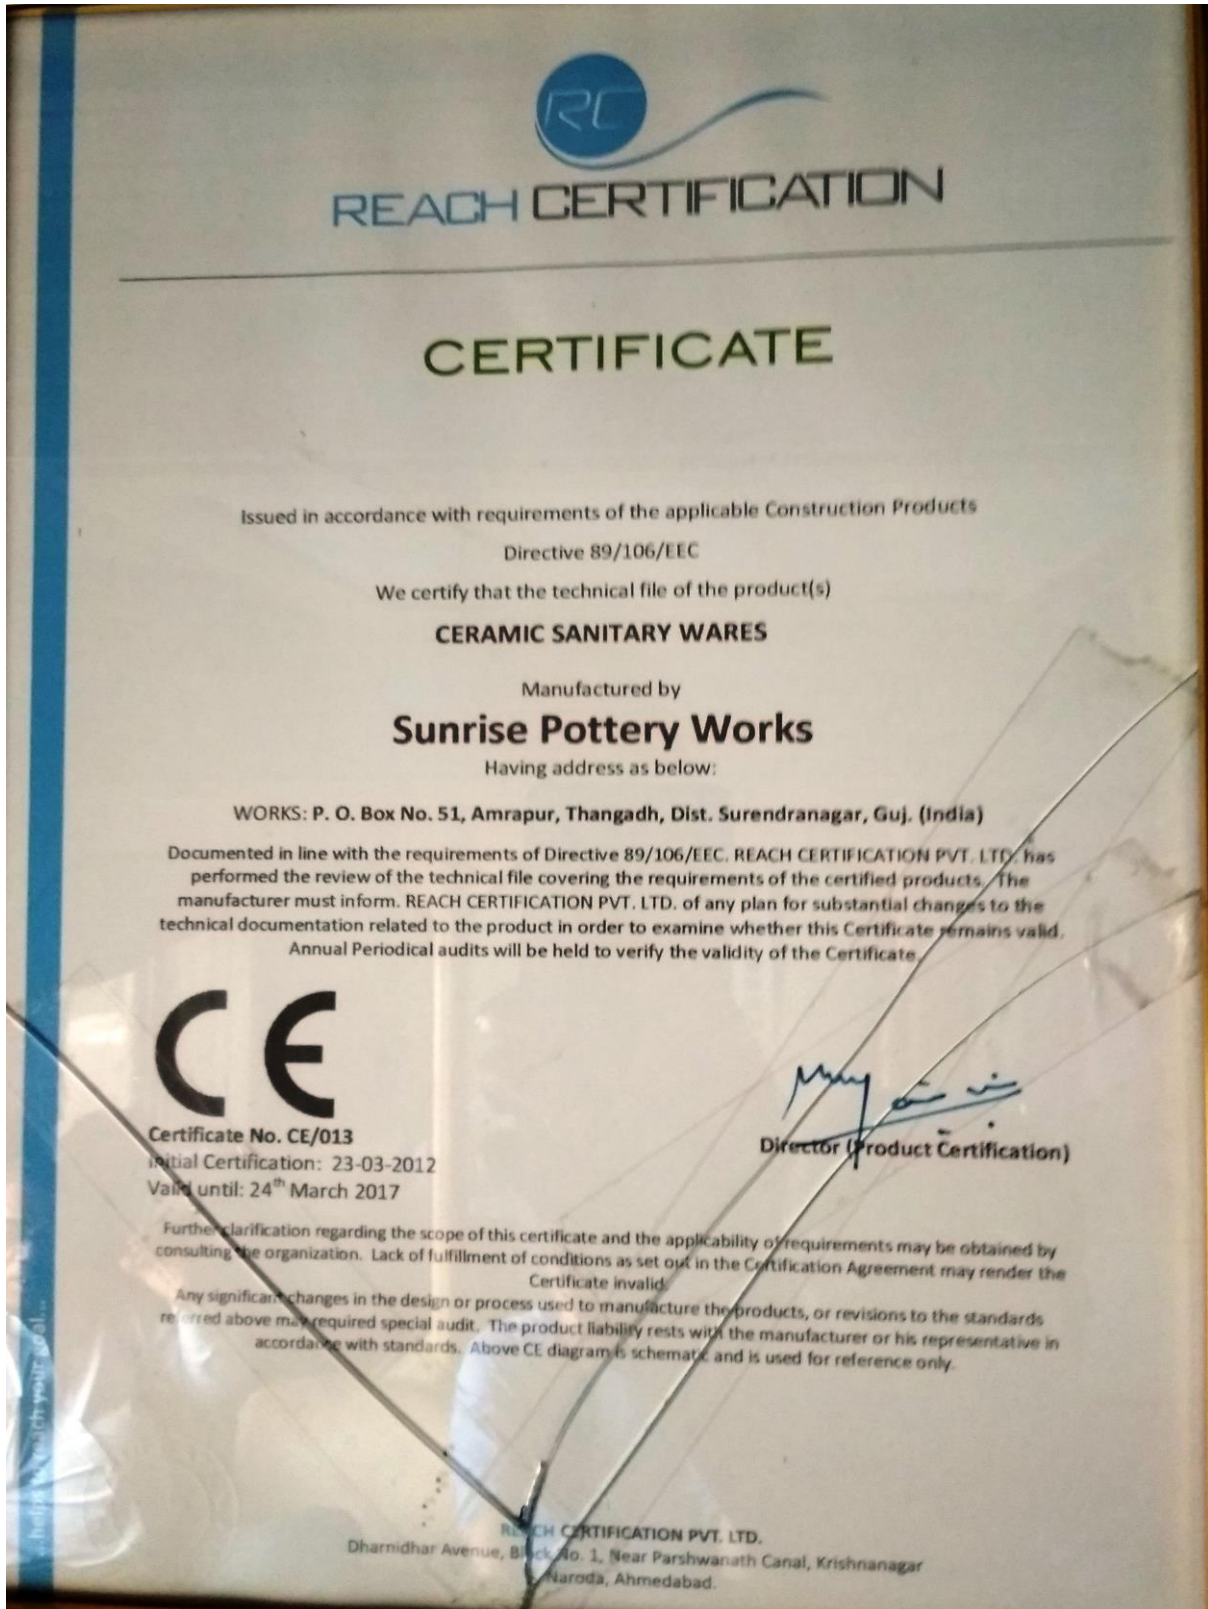 RC
REACH CERTIFICATION
CERTIFICATE
Issued in accordance with requirements of the applicable Construction Products
Directive 89/106/EEC
We certify that the technical file of the product(s)
CERAMIC SANITARY WARES
Manufactured by
Sunrise Pottery Works
Having address as below:
WORKS: P. O. Box No. 51, Amrapur, Thangadh, Dist. Surendranagar, Guj. (India)
Documented in line with the requirements of Directive 89/106/EEC. REACH CERTIFICATION PVT. LTD. has
performed the review of the technical file covering the requirements of the certified products. The
manufacturer must inform. REACH CERTIFICATION PVT. LTD. of any plan for substantial changes to the
technical documentation related to the product in order to examine whether this Certificate remains valid.
Annual Periodical audits will be held to verify the validity of the Certificate.
CE
Certificate No. CE/013
Initial Certification: 23-03-2012
Valid until: 24th March 2017
Director (Product Certification)
Further clarification regarding the scope of this certificate and the applicability of requirements may be obtained by
consulting the organization. Lack of fulfillment of conditions as set out in the Certification Agreement may render the
Certificate invalid.
Any significant changes in the design or process used to manufacture the products, or revisions to the standards
referred above may required special audit. The product liability rests with the manufacturer or his representative in
accordance with standards. Above CE diagram is schematic and is used for reference only.
reach your goal...
REACH CERTIFICATION PVT. LTD.
Dharnidhar Avenue, Block No. 1, Near Parshwanath Canal, Krishnanagar
Naroda, Ahmedabad.